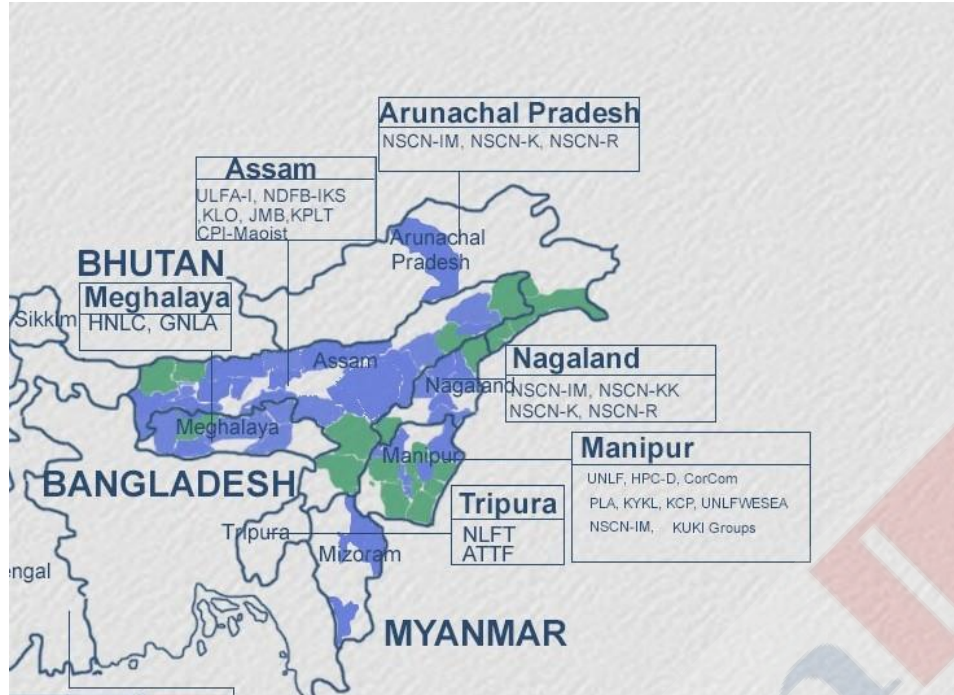 Arunachal Pradesh
NSCN-IM, NSCN-K, NSCN-R
Assam
ULFA-I, NDFB-IKS
,KLO, JMB,KPLT
CPI-Maoist
Arunachal
Pradesh
BHUTAN
Meghalaya
HNLC, GNLA
Sikkim
Assam
Nagaland
NSCN-IM, NSCN-KK
NSCN-K, NSCN-R
Nagaland
Meghalaya
Manipur
UNLF, HPC-D, CorCom
PLA, KYKL, KCP, UNLFWESEA
NSCN-IM, KUKI Groups
Manipur
BANGLADESH
Tripura
NLFT
ATTF
Tripura
Mizoram
engal
MYANMAR